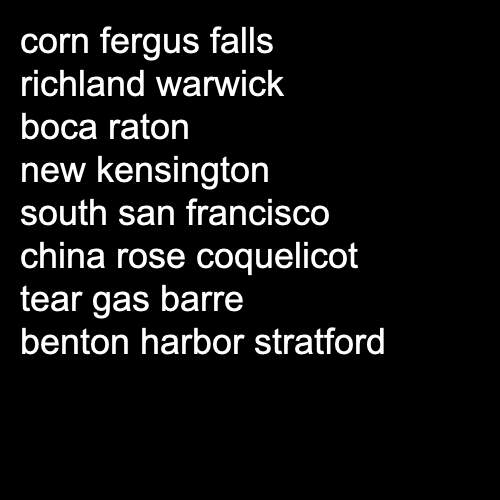 corn fergus falls
richland warwick
boca raton
new kensington
south san francisco
china rose coquelicot
tear gas barre
benton harbor stratford